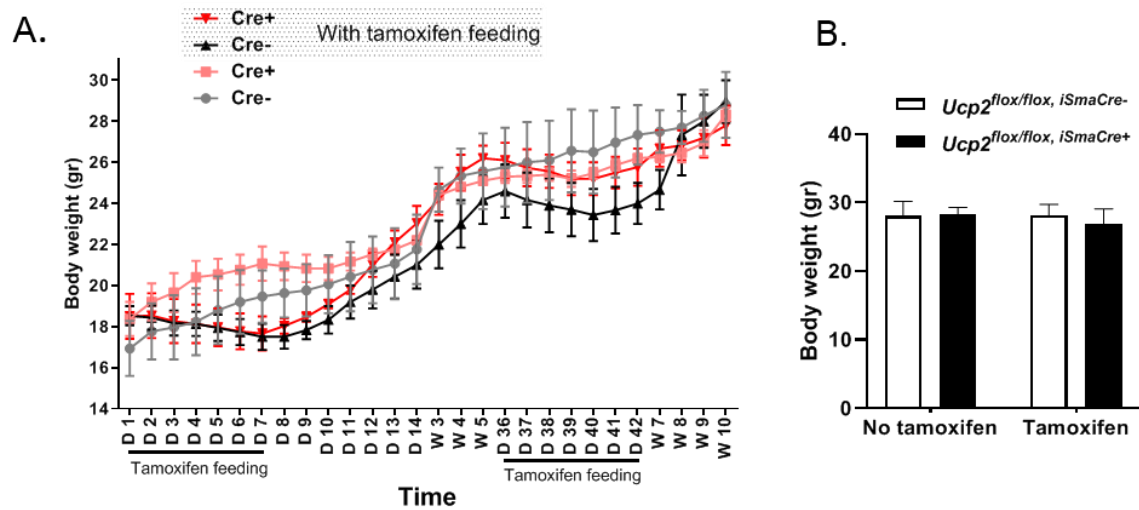 A.
Cre+
Cre-
With tamoxifen feeding
Cre+
Cre-
Body weight (gr)
30
28
26
24
22
20
18
16
14
D 1
D 2
D 3
D 4
D 5
D 6
D 7
D 8
D 9
D 10
D 11
D 12
D 13
D 14
W 3
W 4
W 5
D 36
D 37
D 38
D 39
D 40
D 41
D 42
W 7
W 8
W 9
W 10
Tamoxifen feeding
Tamoxifen feeding
Time
B.
Ucp2flox/flox, iSmaCre-
Ucp2flox/flox, iSmaCre+
Body weight (gr)
40
30
20
10
0
No tamoxifen
Tamoxifen